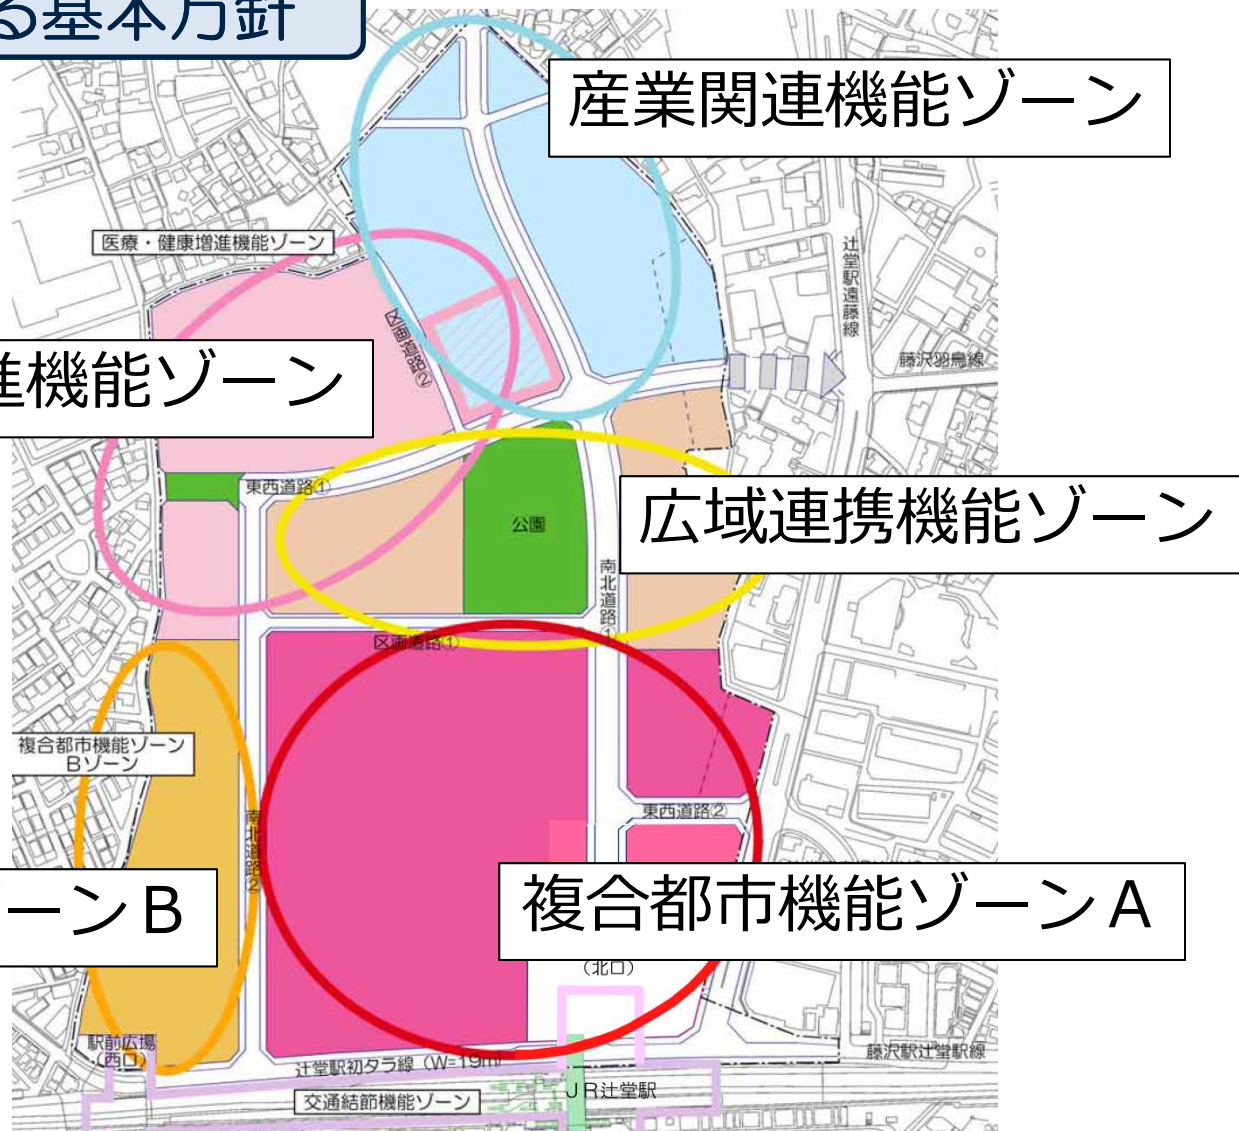 る基本方針
産業関連機能ゾーン
医療・健康増進機能ゾーン
辻堂駅遠藤線
区画道路②
藤沢羽鳥線
進機能ゾーン
東西道路①
公園
広域連携機能ゾーン
南北道路①
区画道路①
複合都市機能ゾーン
Bゾーン
東西道路②
南北道路②
ーンB
複合都市機能ゾーンA
(北口)
駅前広場
(西口)
辻堂駅初タラ線 (W=19m)
藤沢駅辻堂駅線
JR辻堂駅
交通結節機能ゾーン